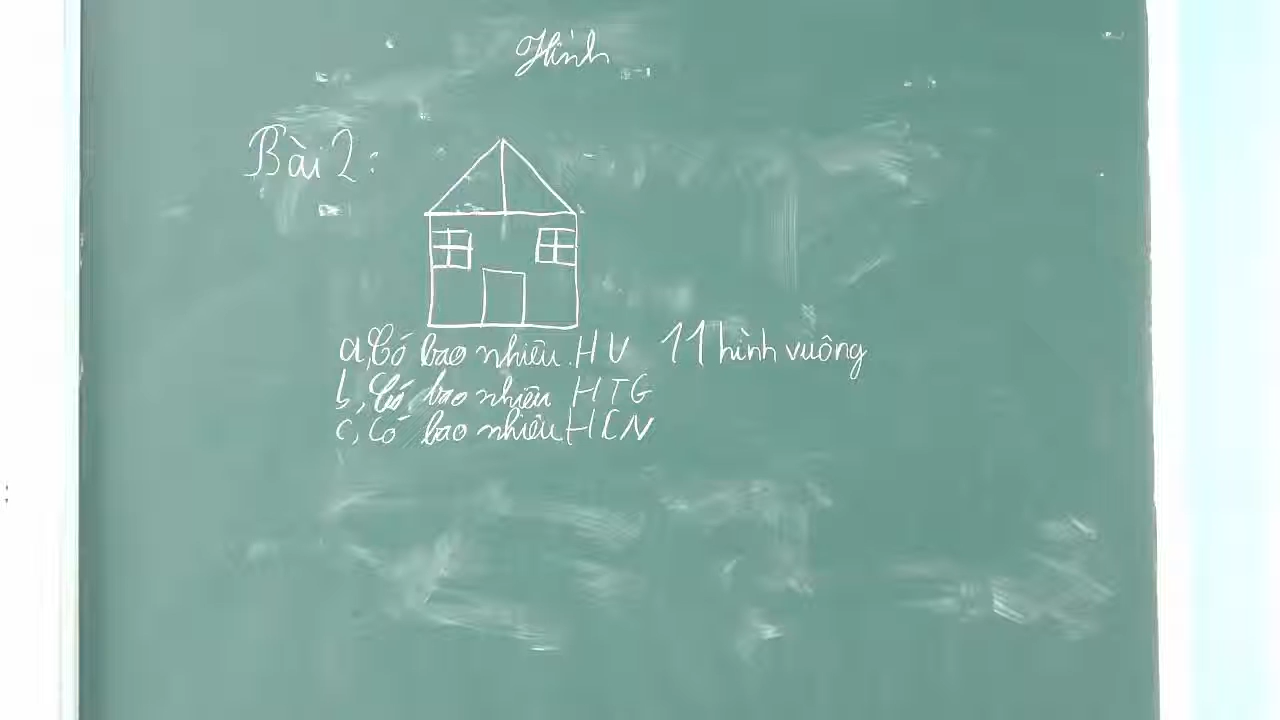 Hình
Bài 2:
a, Có bao nhiêu HV 11 hình vuông
b, Có bao nhiêu HTG
c, Có bao nhiêu HCN